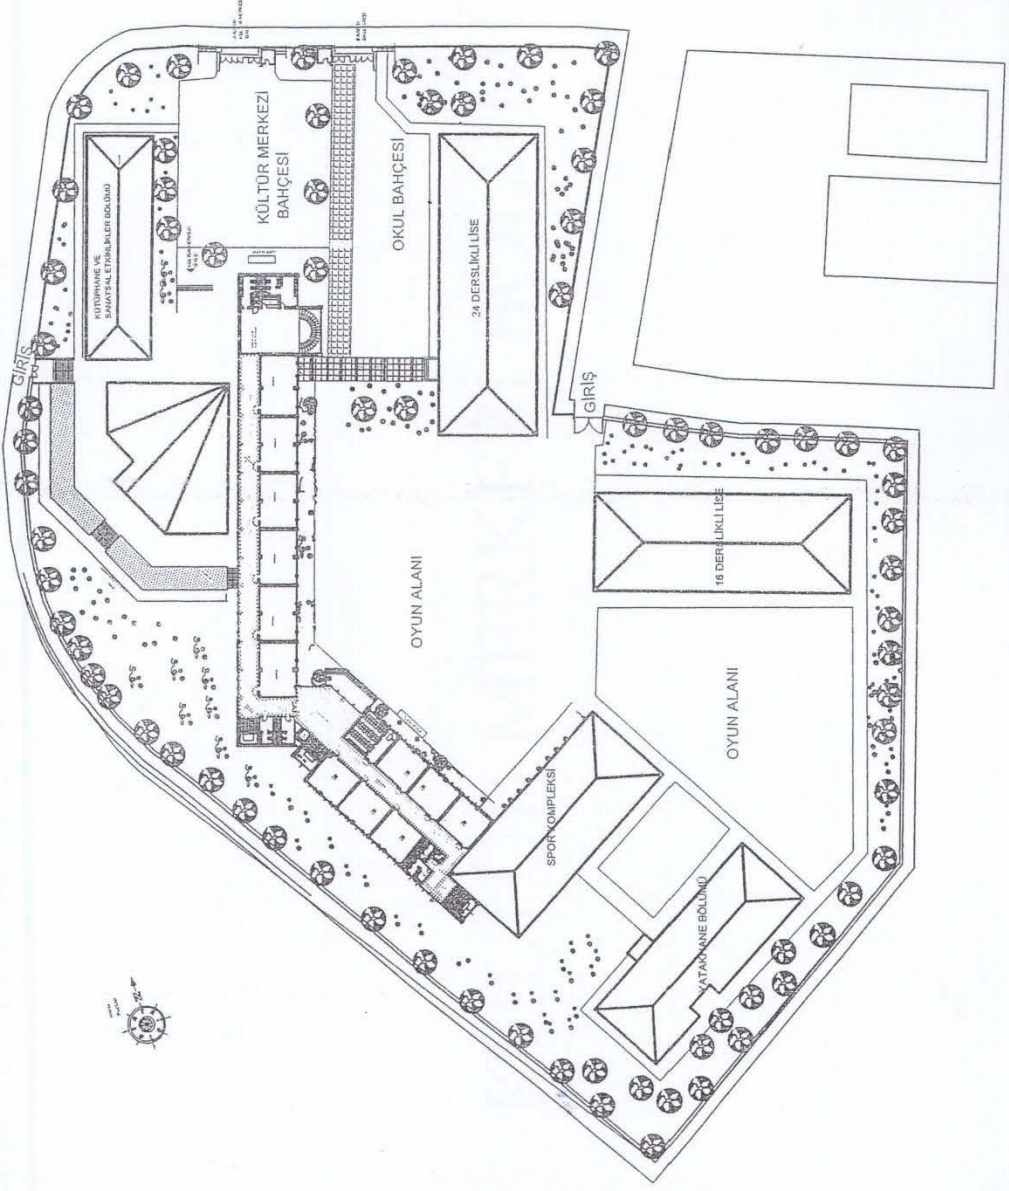 KÜTÜPHANE VE
SANATSAL ETKİNLİKLER BÖLÜMÜ
KÜLTÜR MERKEZİ
BAHÇESİ
OKUL BAHÇESİ
24 DERSLİKLİ LİSE
GİRİŞ
GİRİŞ
OYUN ALANI
16 DERSLİKLİ LİSE
OYUN ALANI
SPOR KOMPLEKSİ
YATAKHANE BÖLÜMÜ